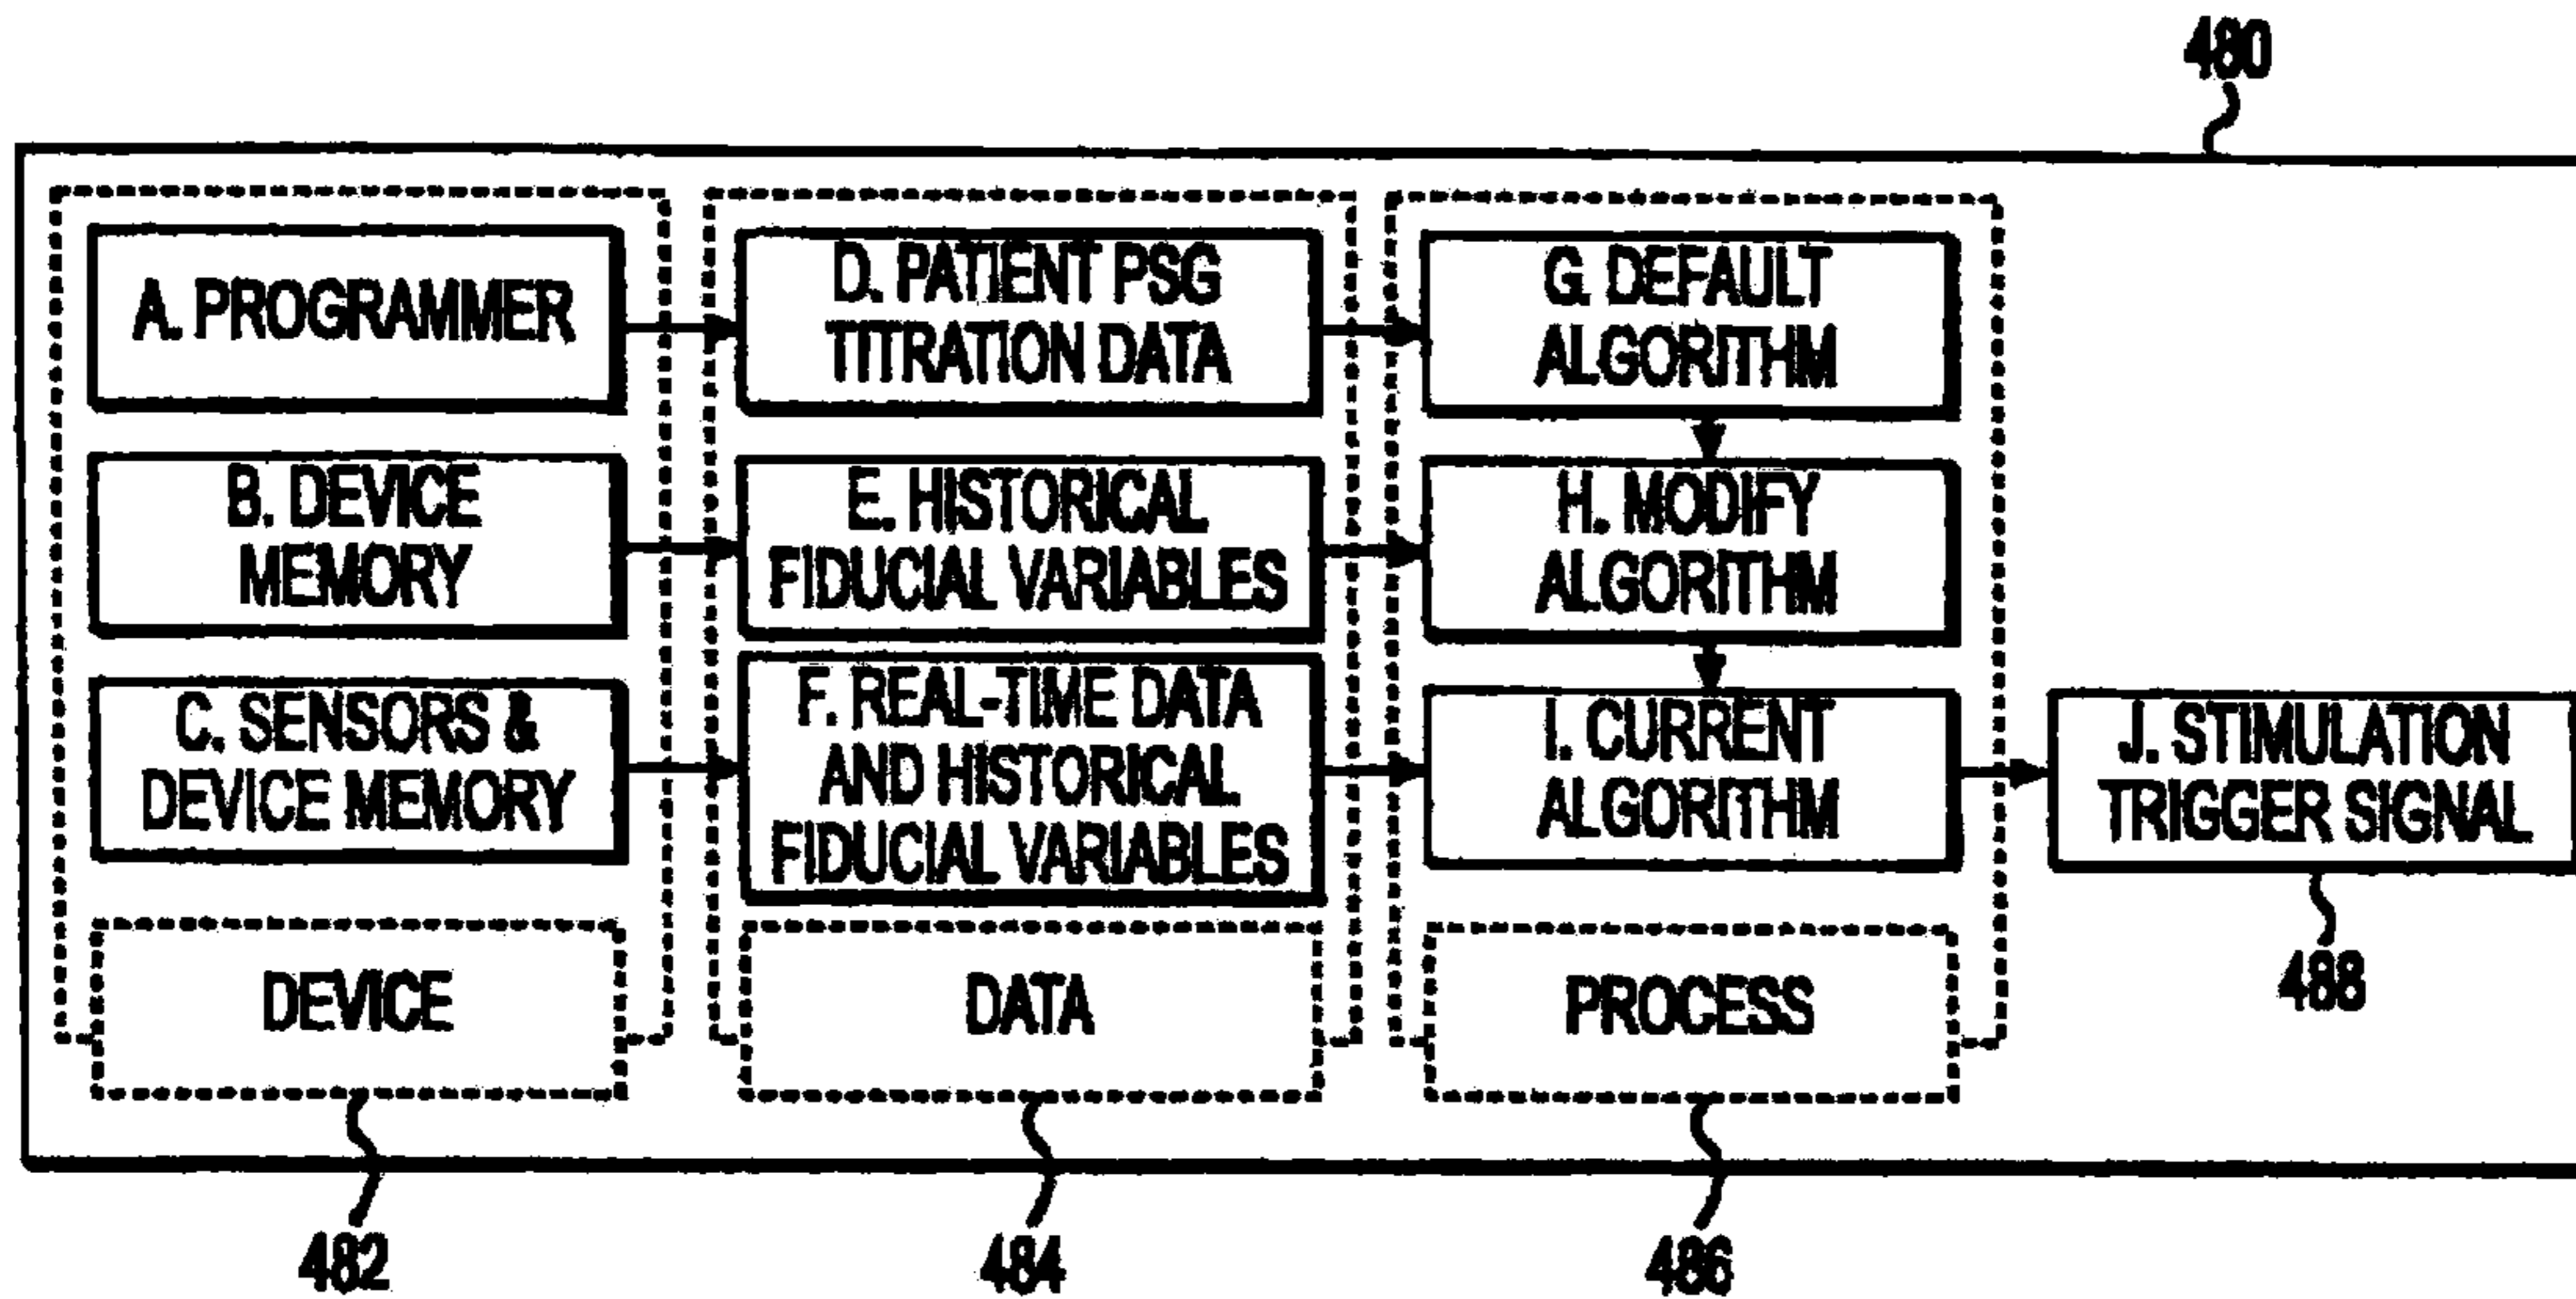 480
A. PROGRAMMER
D. PATIENT PSG
TITRATION DATA
G. DEFAULT
ALGORITHM
B. DEVICE
MEMORY
E. HISTORICAL
FIDUCIAL VARIABLES
H. MODIFY
ALGORITHM
C. SENSORS &
DEVICE MEMORY
F. REAL-TIME DATA
AND HISTORICAL
FIDUCIAL VARIABLES
I. CURRENT
ALGORITHM
J. STIMULATION
TRIGGER SIGNAL
488
DEVICE
DATA
PROCESS
482
484
486